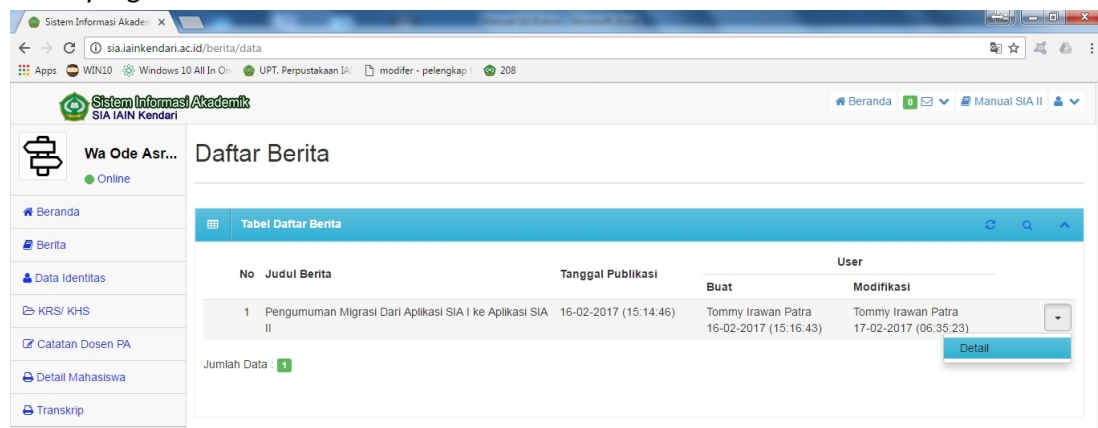 Sistem Informasi Akaden
sia.iainkendari.ac.id/berita/data
Apps WIN10 Windows 10 All In On UPT. Perpustakaan IAI modifer - pelengkap 208
Sistem Informasi Akademik
SIA IAIN Kendari
Beranda 0 Manual SIA II
Wa Ode Asr...
Online
Daftar Berita
Beranda
Berita
Data Identitas
KRS/ KHS
Catatan Dosen PA
Detail Mahasiswa
Transkrip
Tabel Daftar Berita
No Judul Berita Tanggal Publikasi User
Buat Modifikasi
1 Pengumuman Migrasi Dari Aplikasi SIA I ke Aplikasi SIA II 16-02-2017 (15:14:46) Tommy Irawan Patra 16-02-2017 (15:16:43) Tommy Irawan Patra 17-02-2017 (06:35:23)
Detail
Jumlah Data : 1